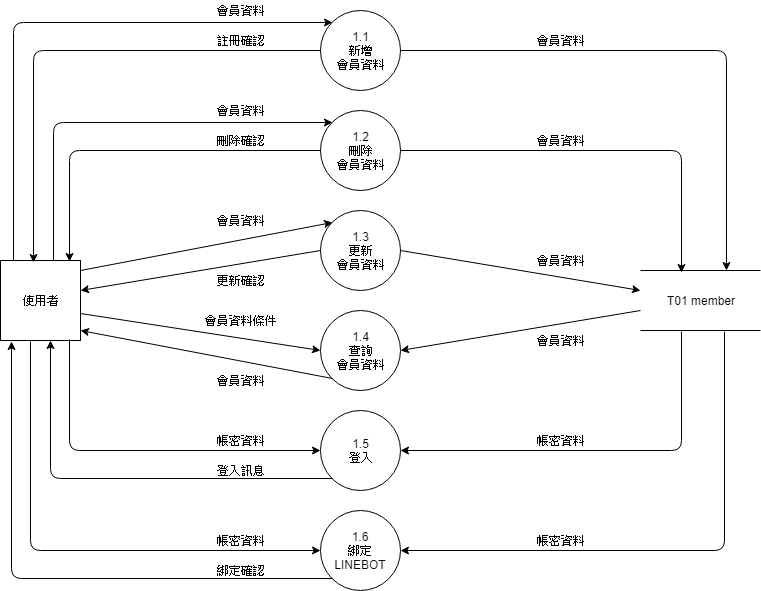 會員資料
註冊確認
1.1
新增
會員資料
會員資料
會員資料
刪除確認
1.2
刪除
會員資料
會員資料
會員資料
更新確認
1.3
更新
會員資料
會員資料
使用者
T01 member
會員資料條件
會員資料
1.4
查詢
會員資料
會員資料
帳密資料
登入訊息
1.5
登入
帳密資料
帳密資料
綁定確認
1.6
綁定
LINEBOT
帳密資料